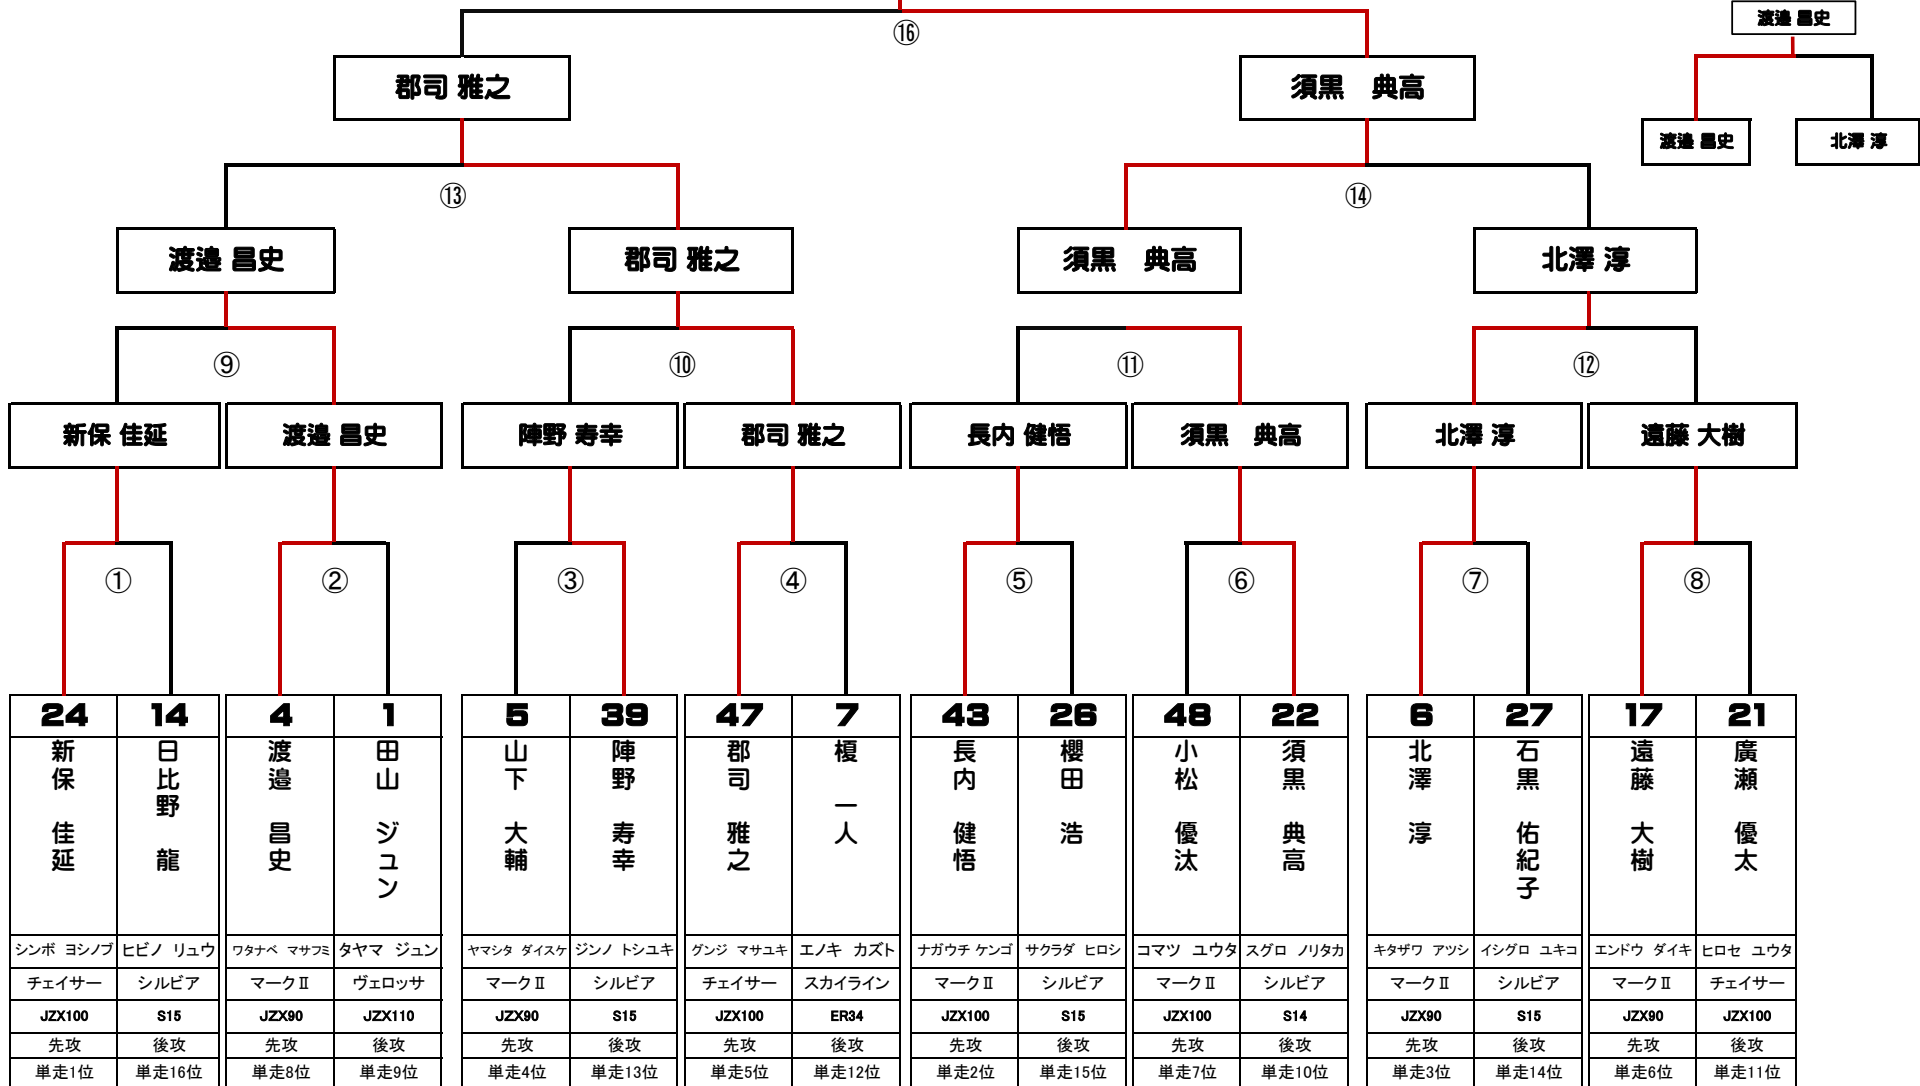 渡邉 昌史
⑯
郡司 雅之
須黒　典高
渡邉 昌史
北澤 淳
⑬
⑭
渡邉 昌史
郡司 雅之
須黒　典高
北澤 淳
⑨
⑩
⑪
⑫
新保 佳延
渡邉 昌史
陣野 寿幸
郡司 雅之
長内 健悟
須黒　典高
北澤 淳
遠藤 大樹
①
②
③
④
⑤
⑥
⑦
⑧
24 14 4 1 5 39 47 7 43 26 48 22 6 27 17 21
新保　佳延
日比野　龍
渡邉　昌史
田山　ジュン
山下　大輔
陣野　寿幸
郡司　雅之
榎　一人
長内　健悟
櫻田　浩
小松　優汰
須黒　典高
北澤　淳
石黒　佑紀子
遠藤　大樹
廣瀬　優太
シンボ ヨシノブ ヒビノ リュウ ワタナベ マサフミ タヤマ ジュン ヤマシタ ダイスケ ジンノ トシユキ グンジ マサユキ エノキ カズト ナガウチ ケンゴ サクラダ ヒロシ コマツ ユウタ スグロ ノリタカ キタザワ アツシ イシグロ ユキコ エンドウ ダイキ ヒロセ ユウタ
チェイサー シルビア マークⅡ ヴェロッサ マークⅡ シルビア チェイサー スカイライン マークⅡ シルビア マークⅡ シルビア マークⅡ シルビア マークⅡ チェイサー
JZX100 S15 JZX90 JZX110 JZX90 S15 JZX100 ER34 JZX100 S15 JZX100 S14 JZX90 S15 JZX90 JZX100
先攻 後攻 先攻 後攻 先攻 後攻 先攻 後攻 先攻 後攻 先攻 後攻 先攻 後攻 先攻 後攻
単走1位 単走16位 単走8位 単走9位 単走4位 単走13位 単走5位 単走12位 単走2位 単走15位 単走7位 単走10位 単走3位 単走14位 単走6位 単走11位